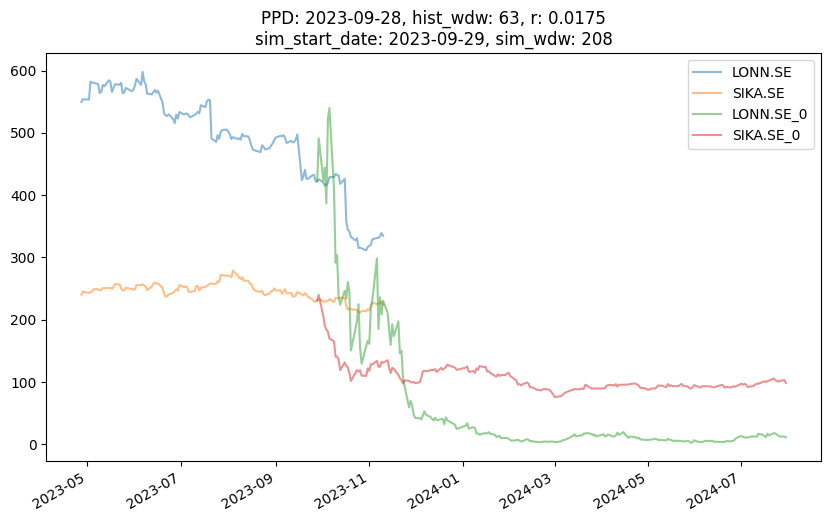 PPD: 2023-09-28, hist_wdw: 63, r: 0.0175
sim_start_date: 2023-09-29, sim_wdw: 208
LONN.SE
SIKA.SE
LONN.SE_0
SIKA.SE_0
600
500
400
300
200
100
0
2023-05
2023-07
2023-09
2023-11
2024-01
2024-03
2024-05
2024-07